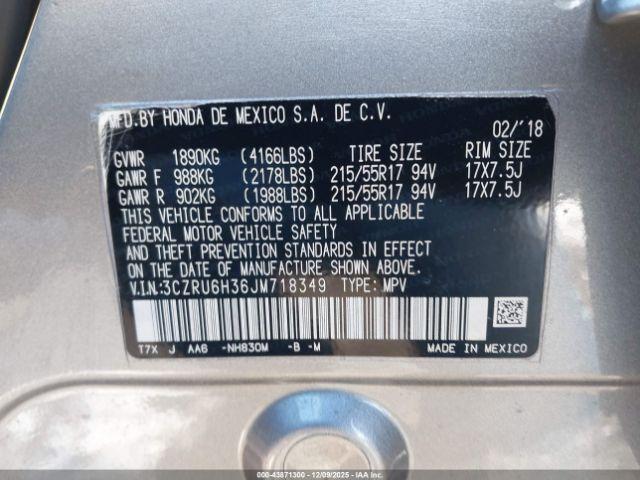 MFD.BY HONDA DE MEXICO S.A. DE C.V.
02/'18
GVWR 1890KG (4166LBS) TIRE SIZE RIM SIZE
GAWR F 988KG (2178LBS) 215/55R17 94V 17X7.5J
GAWR R 902KG (1988LBS) 215/55R17 94V 17X7.5J
THIS VEHICLE CONFORMS TO ALL APPLICABLE
FEDERAL MOTOR VEHICLE SAFETY
AND THEFT PREVENTION STANDARDS IN EFFECT
ON THE DATE OF MANUFACTURE SHOWN ABOVE.
V.I.N:3CZRU6H36JM718349 TYPE:MPV
T7X J AA6 -NH830M -B -M MADE IN MEXICO
000-43871300 - 12/09/2025 - IAA Inc.